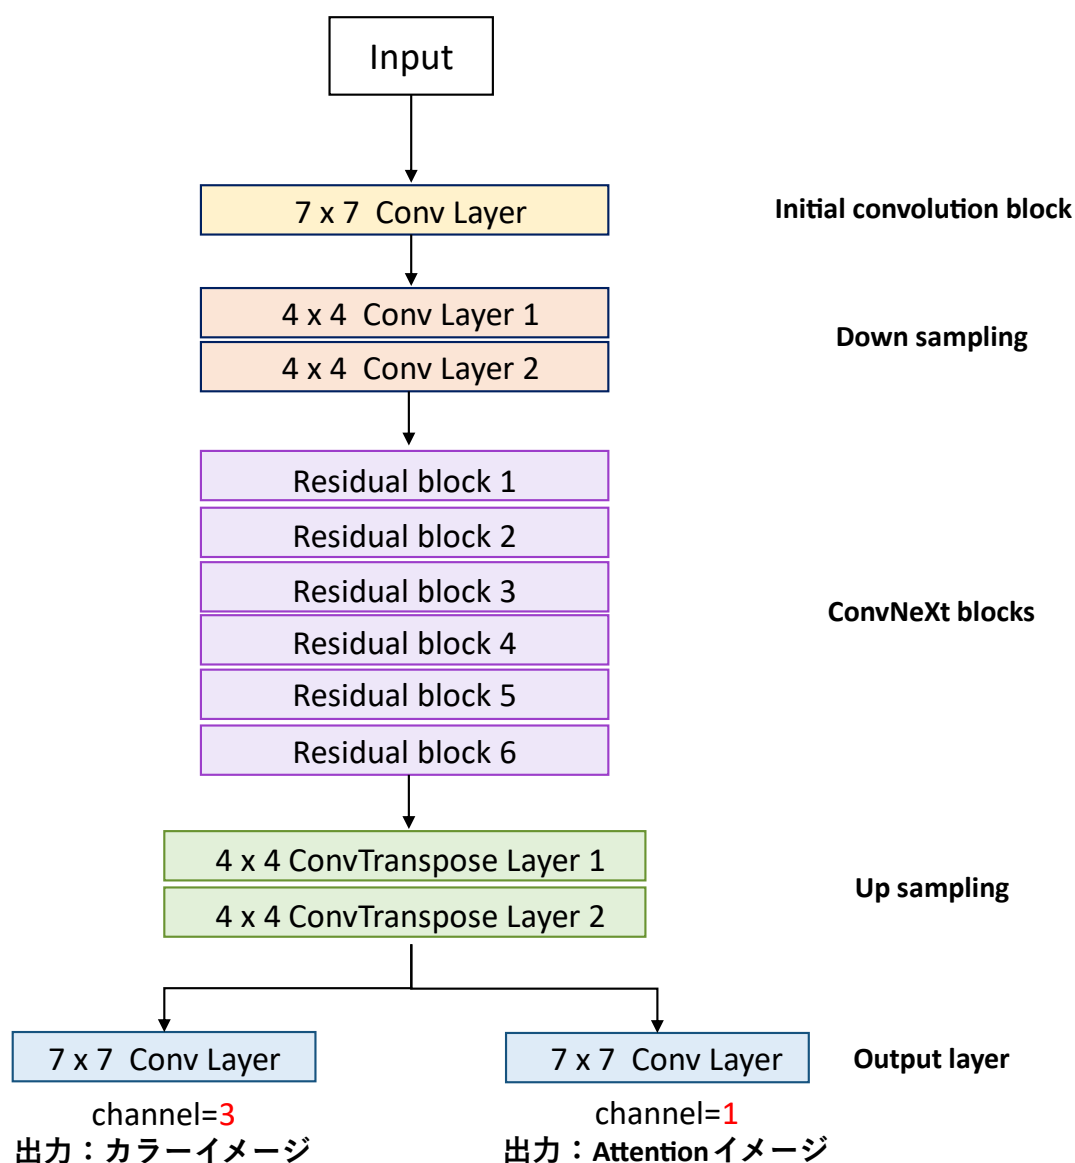 Input
7 x 7 Conv Layer
Initial convolution block
4 x 4 Conv Layer 1
4 x 4 Conv Layer 2
Down sampling
Residual block 1
Residual block 2
Residual block 3
Residual block 4
Residual block 5
Residual block 6
ConvNeXt blocks
4 x 4 ConvTranspose Layer 1
4 x 4 ConvTranspose Layer 2
Up sampling
7 x 7 Conv Layer
channel=3
出力：カラーイメージ
7 x 7 Conv Layer
channel=1
出力：Attentionイメージ
Output layer